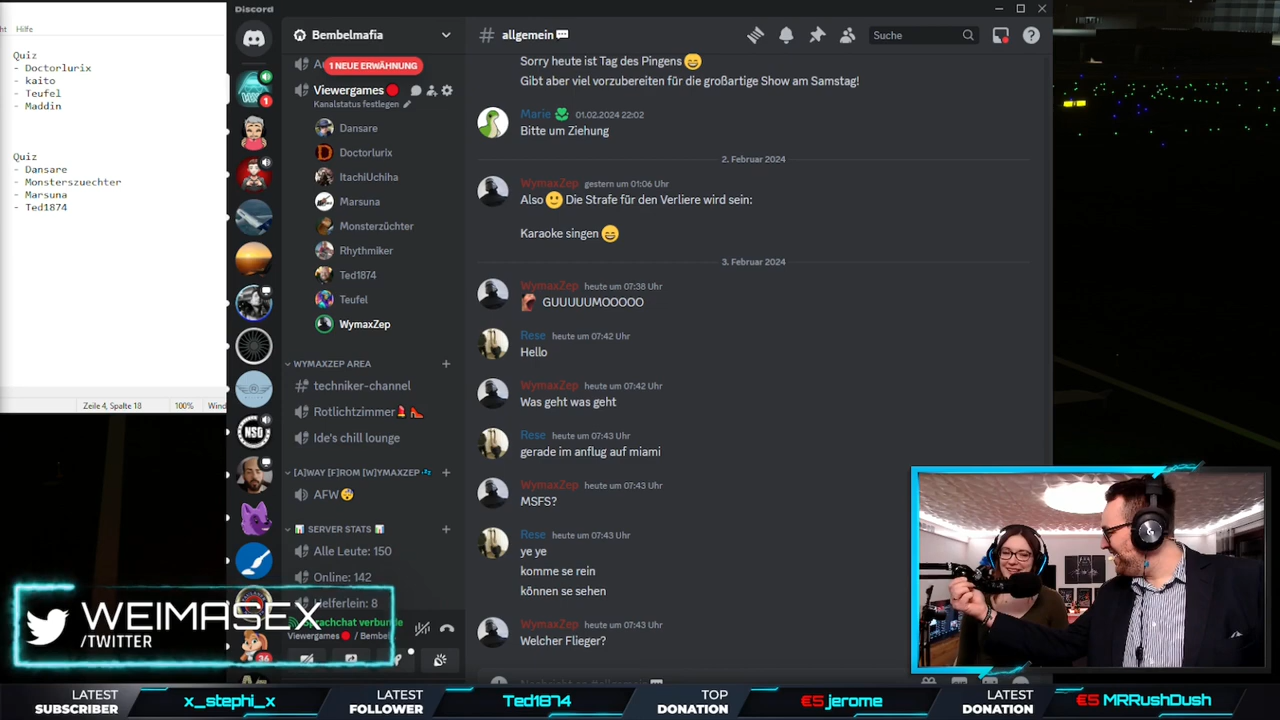 Hilfe
Quiz
- Doctorlurix
- kaito
- Teufel
- Maddin
Quiz
- Dansare
- Monsterszuechter
- Marsuna
- Ted1874
Zeile 4, Spalte 18
100%
Wind
Discord
Bembelmafia
1 NEUE ERWÄHNUNG
Viewergames
Kanalstatus festlegen
Dansare
Doctorlurix
ItachiUchiha
Marsuna
Monsterzüchter
Rhythmiker
Ted1874
Teufel
WymaxZep
WYMAXZEP AREA
techniker-channel
Rotlichtzimmer
Ide's chill lounge
[A]WAY [F]ROM [W]YMAXZEP
AFW
SERVER STATS
Alle Leute: 150
Online: 142
Helferlein: 8
Sprachchat verbunde
Viewergames / Bembel
1
NSG
36
# allgemein
Suche
Sorry heute ist Tag des Pingens
Gibt aber viel vorzubereiten für die großartige Show am Samstag!
Marie 01.02.2024 22:02
Bitte um Ziehung
2. Februar 2024
WymaxZep gestern um 01:06 Uhr
Also 🙂 Die Strafe für den Verliere wird sein:
Karaoke singen 😄
3. Februar 2024
WymaxZep heute um 07:38 Uhr
GUUUUUMOOOOO
Rese heute um 07:42 Uhr
Hello
WymaxZep heute um 07:42 Uhr
Was geht was geht
Rese heute um 07:43 Uhr
gerade im anflug auf miami
WymaxZep heute um 07:43 Uhr
MSFS?
Rese heute um 07:43 Uhr
ye ye
komme se rein
können se sehen
WymaxZep heute um 07:43 Uhr
Welcher Flieger?
WEIMASEX
/TWITTER
LATEST
SUBSCRIBER
x_stephi_x
LATEST
FOLLOWER
Ted1874
TOP
DONATION
€5 jerome
LATEST
DONATION
€5 MRRushDush